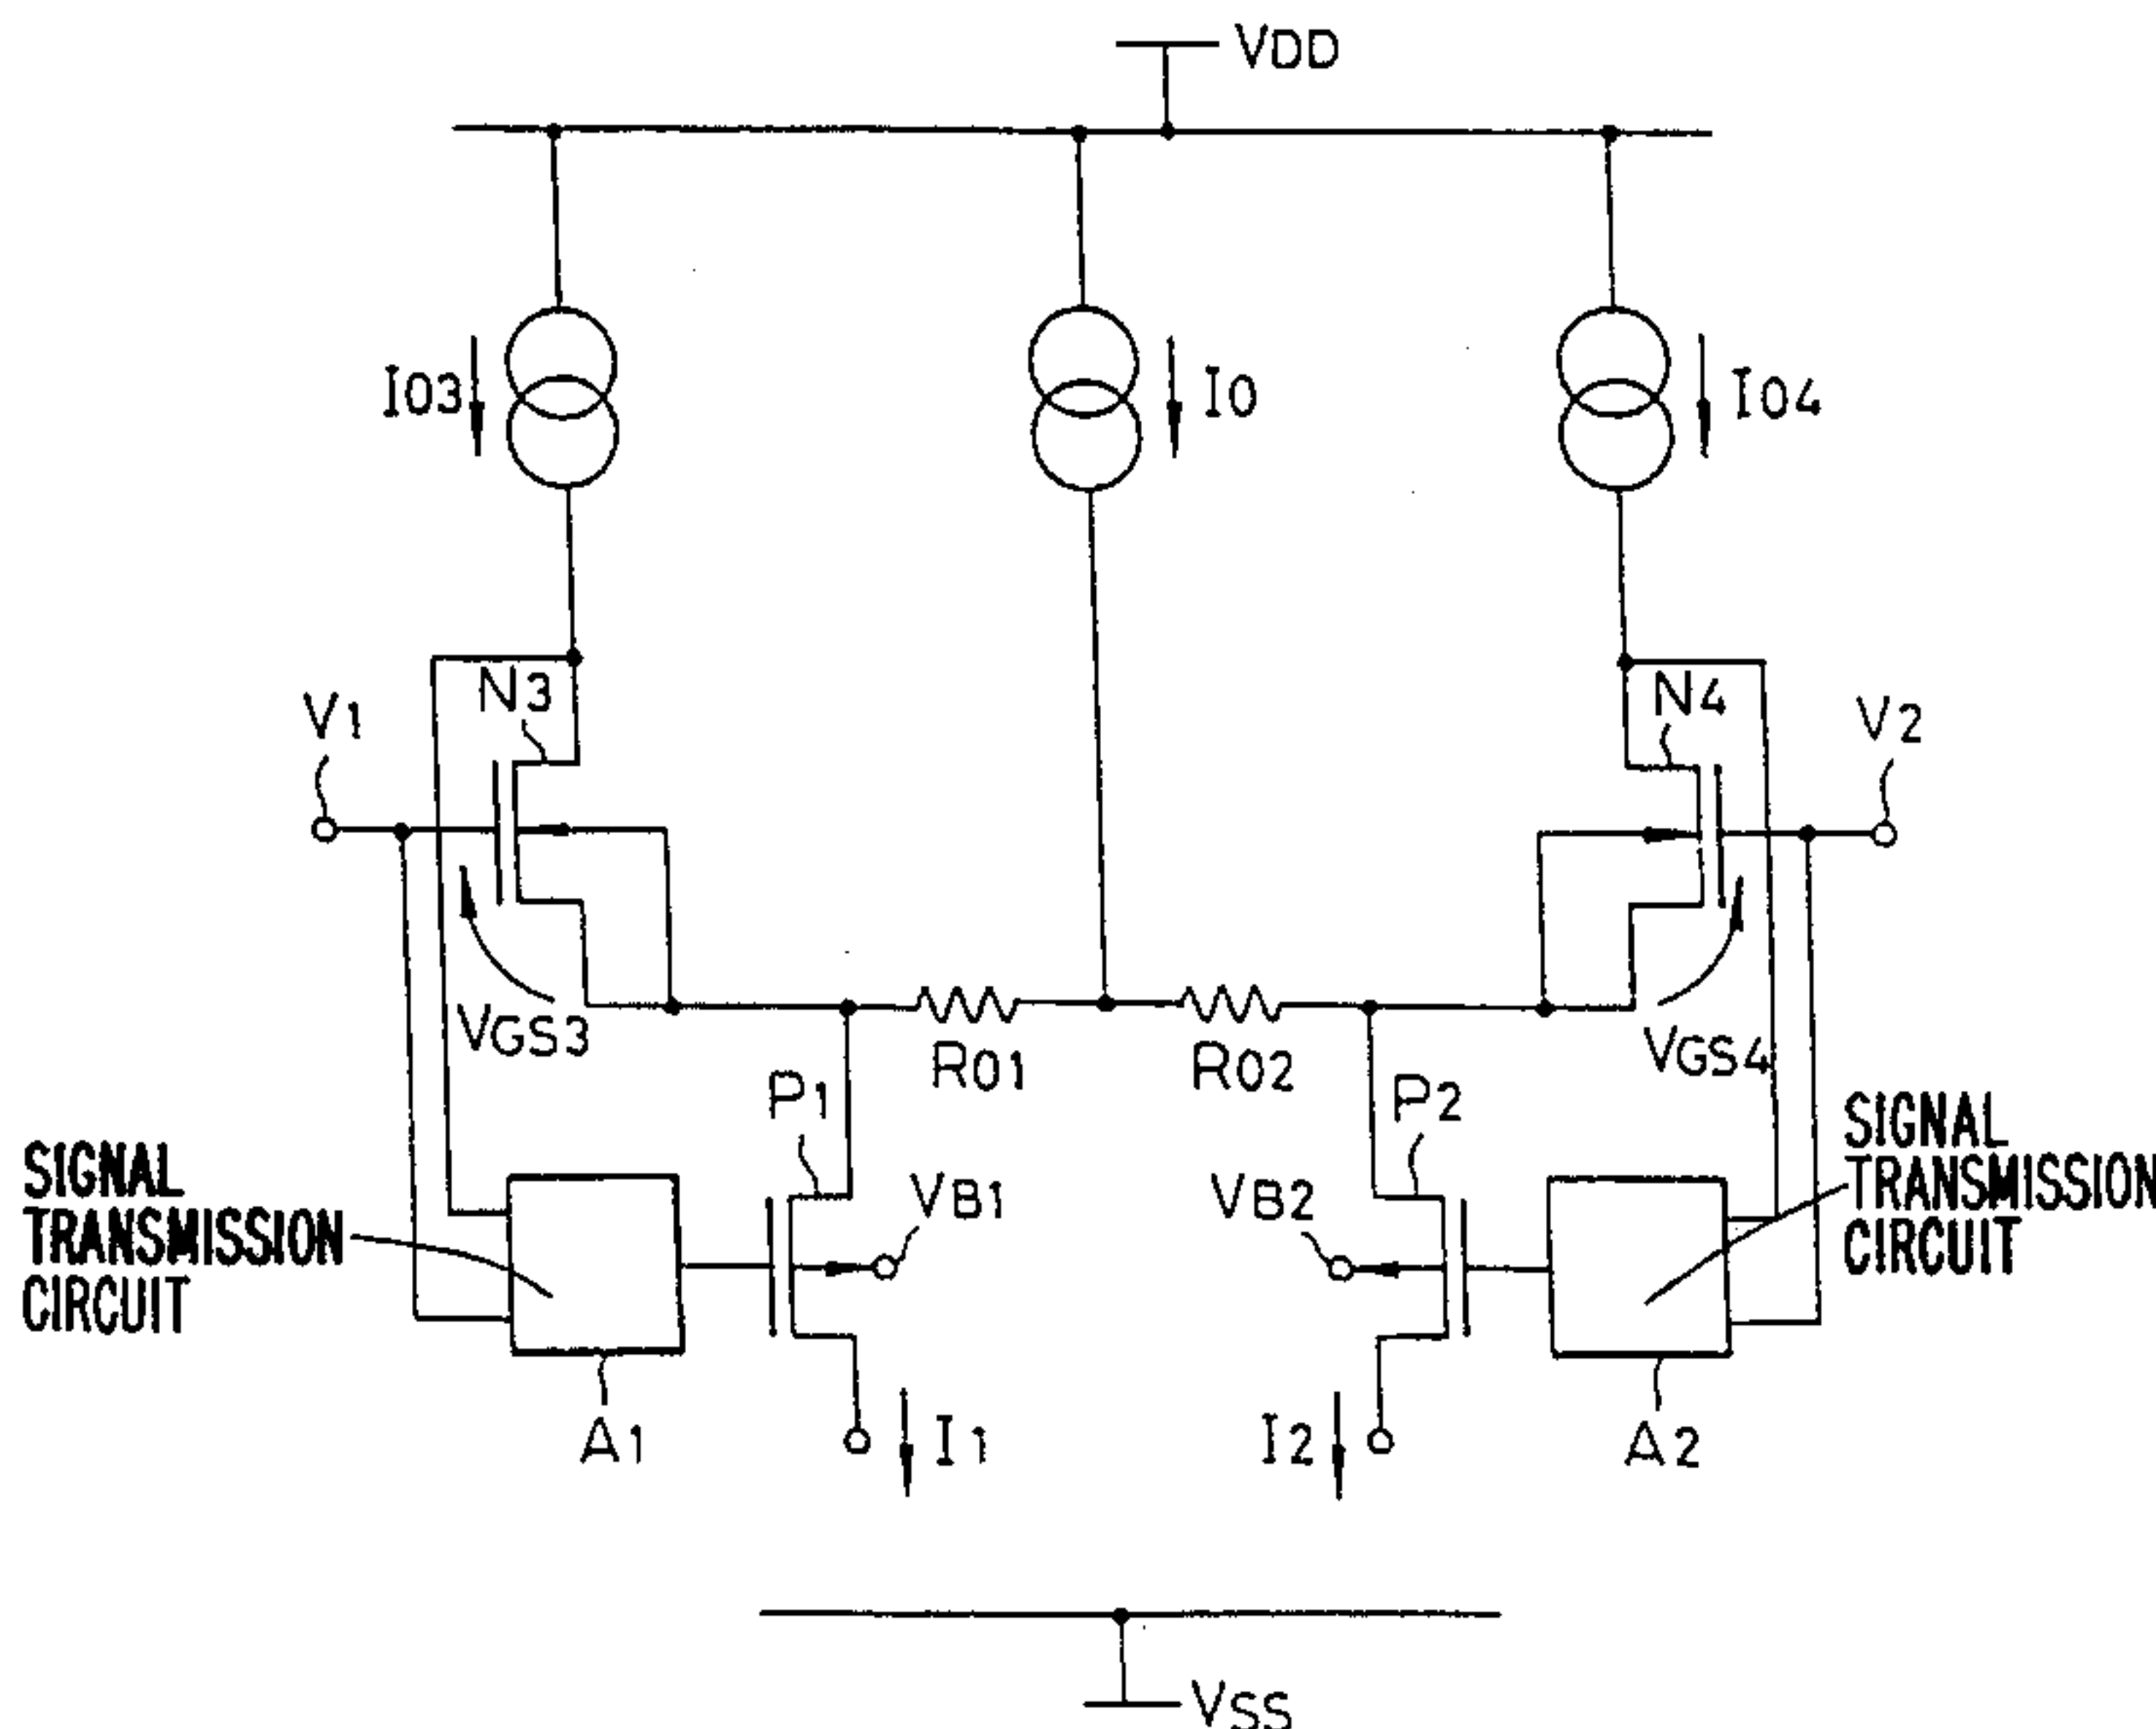 VDD
I03
I0
I04
N3
N4
V1
V2
VGS3
R01
R02
VGS4
P1
P2
SIGNAL
TRANSMISSION
CIRCUIT
VB1
VB2
SIGNAL
TRANSMISSION
CIRCUIT
A1
I1
I2
A2
VSS